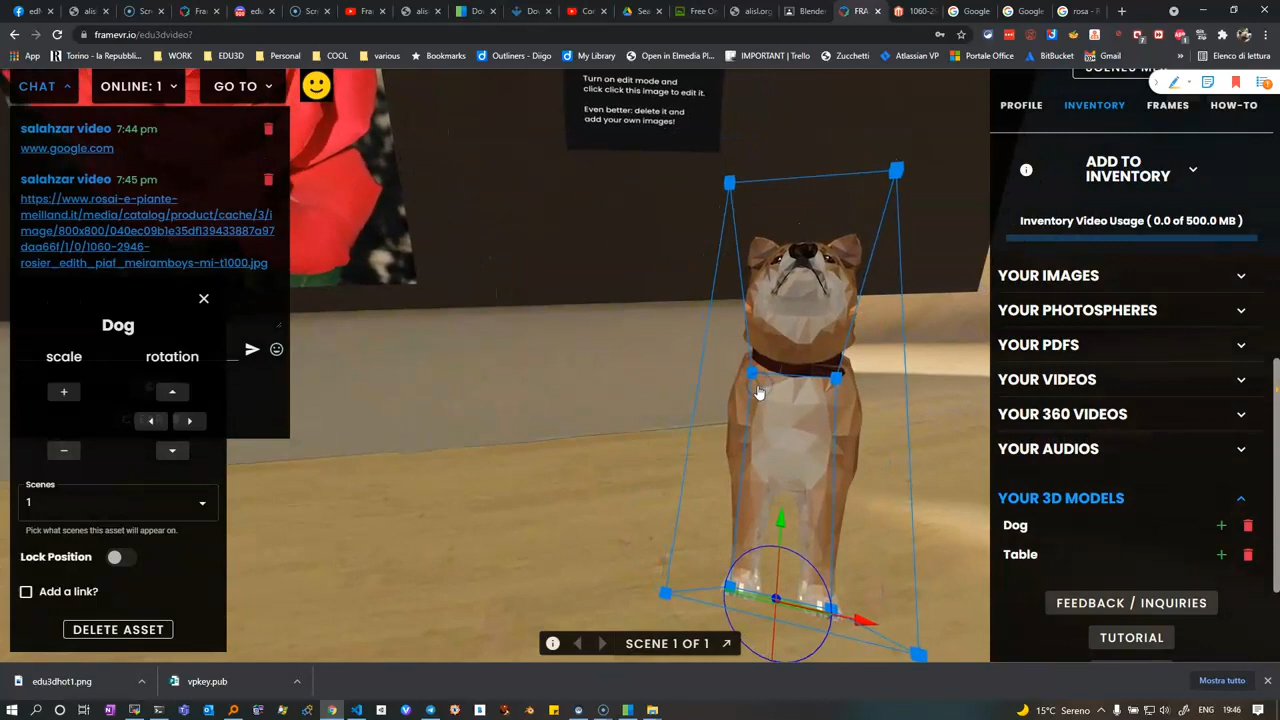 framevr.io/edu3dvideo?
App
Torino - la Repubbli...
WORK
EDU3D
Personal
COOL
various
Bookmarks
Outliners - Diigo
My Library
Open in Elmedia Pl...
IMPORTANT | Trello
Zucchetti
Atlassian VP
Portale Office
BitBucket
Gmail
Elenco di lettura
CHAT
ONLINE: 1
GO TO
salahzar video 7:44 pm
www.google.com
salahzar video 7:45 pm
https://www.rosai-e-piante-
meilland.it/media/catalog/product/cache/3/i
mage/800x800/040ec09b1e35df139433887a97
daa66f/1/0/1060-2946-
rosier_edith_piaf_meiramboys-mi-t1000.jpg
Dog
scale
rotation
Scenes
1
Pick what scenes this asset will appear on.
Lock Position
Add a link?
DELETE ASSET
Turn on edit mode and
click click this image to edit it.
Even better: delete it and
add your own images!
SCENE 1 OF 1
PROFILE
INVENTORY
FRAMES
HOW-TO
ADD TO
INVENTORY
Inventory Video Usage ( 0.0 of 500.0 MB )
YOUR IMAGES
YOUR PHOTOSPHERES
YOUR PDFS
YOUR VIDEOS
YOUR 360 VIDEOS
YOUR AUDIOS
YOUR 3D MODELS
Dog
Table
FEEDBACK / INQUIRIES
TUTORIAL
edu3dhot1.png
vpkey.pub
Mostra tutto
15°C Sereno
ENG
19:46